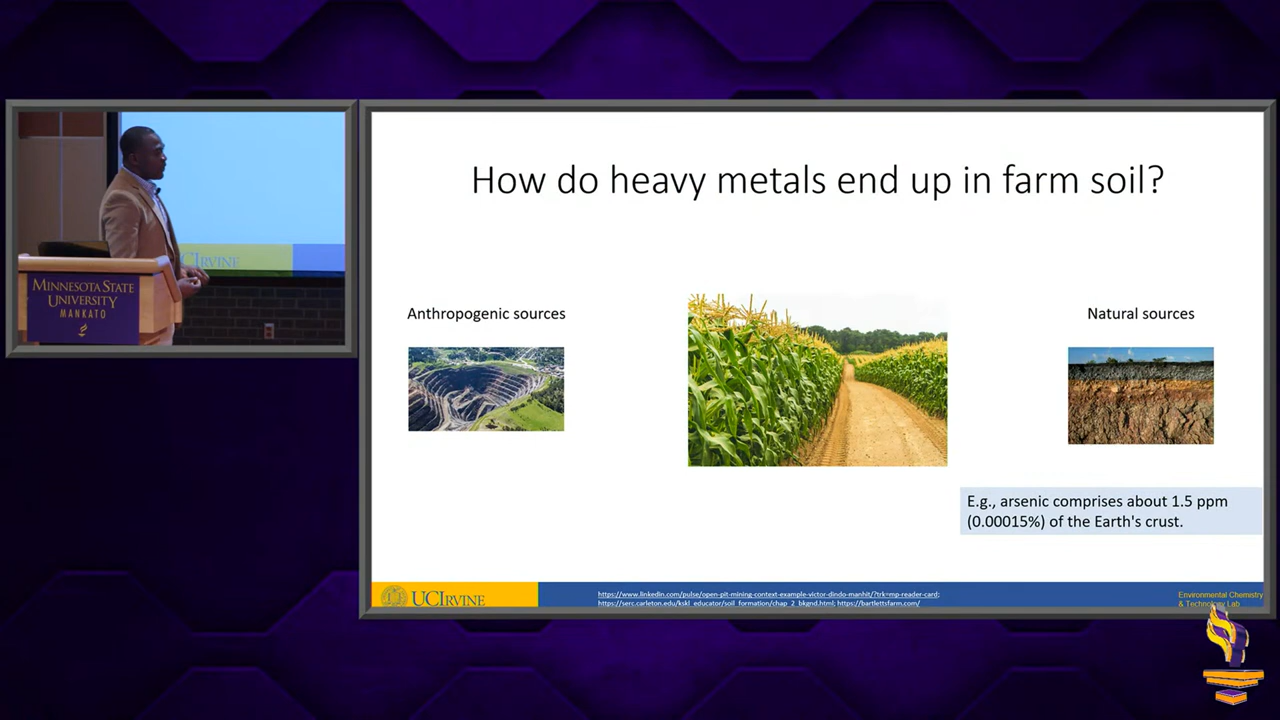 How do heavy metals end up in farm soil?
Anthropogenic sources
Natural sources
E.g., arsenic comprises about 1.5 ppm
(0.00015%) of the Earth's crust.
UCIRVINE
https://www.linkedin.com/pulse/open-pit-mining-context-example-victor-dindo-manhit/?trk=mp-reader-card;
https://serc.carleton.edu/kskl_educator/soil_formation/chap_2_bkgnd.html; https://bartlettsfarm.com/
Environmental Chemistry
& Technology Lab
MINNESOTA STATE
UNIVERSITY
MANKATO
UCIRVINE